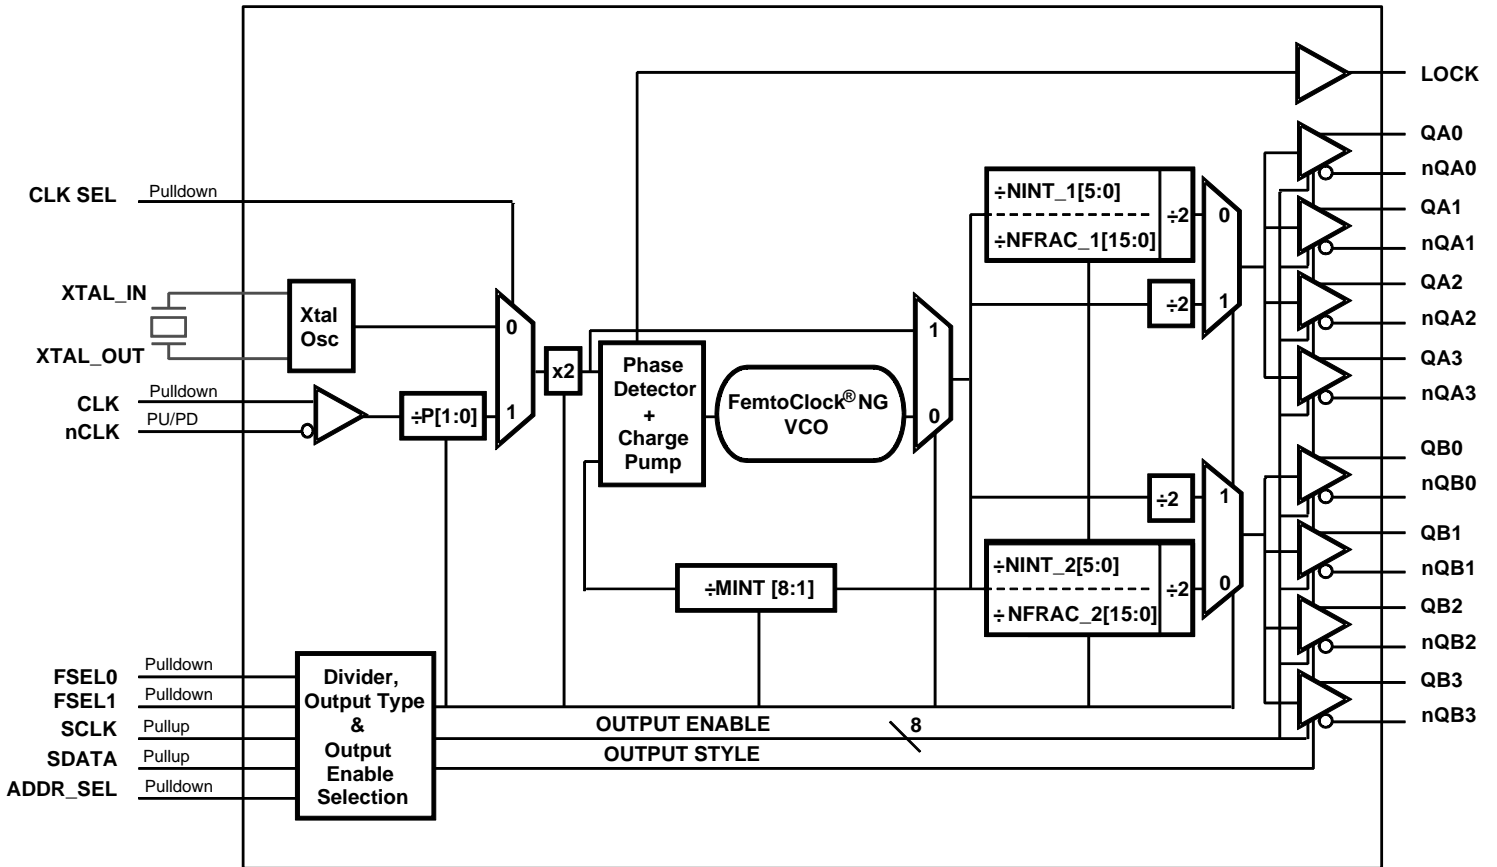 LOCK
QA0
nQA0
QA1
nQA1
QA2
nQA2
QA3
nQA3
QB0
nQB0
QB1
nQB1
QB2
nQB2
QB3
nQB3
CLK SEL Pulldown
XTAL_IN
XTAL_OUT
Xtal
Osc
CLK Pulldown
nCLK PU/PD
÷P[1:0]
0
1
x2
Phase
Detector
+
Charge
Pump
FemtoClock® NG
VCO
1
0
÷NINT_1[5:0]
÷NFRAC_1[15:0]
÷2
0
÷2
1
÷2
1
÷NINT_2[5:0]
÷NFRAC_2[15:0]
÷2
0
÷MINT [8:1]
FSEL0 Pulldown
FSEL1 Pulldown
SCLK Pullup
SDATA Pullup
ADDR_SEL Pulldown
Divider,
Output Type
&
Output
Enable
Selection
OUTPUT ENABLE 8
OUTPUT STYLE